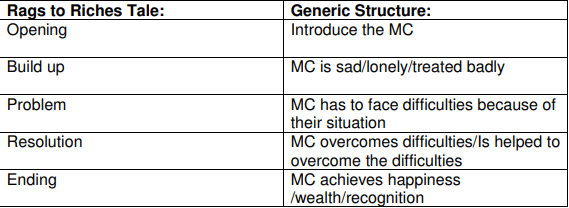 Rags to Riches Tale: Generic Structure:
Opening Introduce the MC
Build up MC is sad/lonely/treated badly
Problem MC has to face difficulties because of
their situation
Resolution MC overcomes difficulties/Is helped to
overcome the difficulties
Ending MC achieves happiness
/wealth/recognition